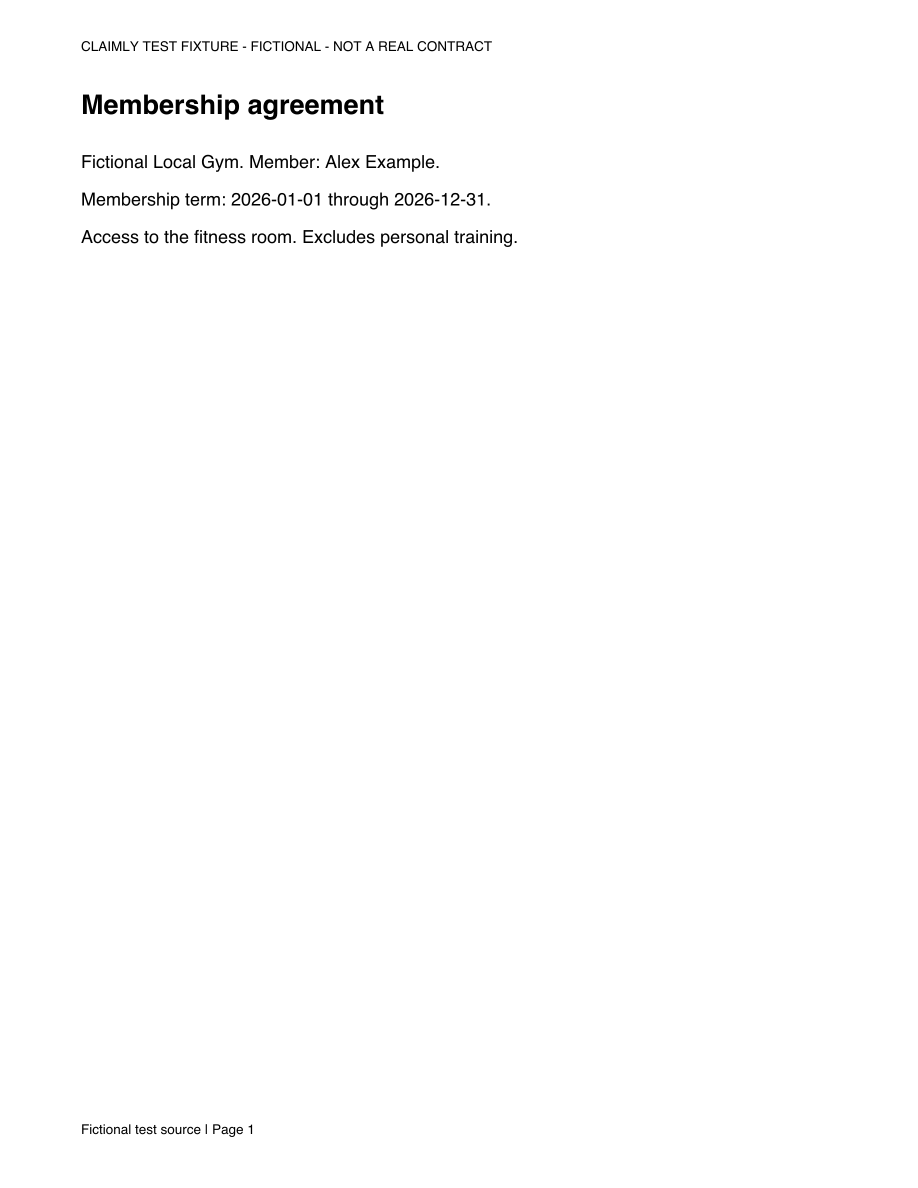 CLAIMLY TEST FIXTURE - FICTIONAL - NOT A REAL CONTRACT
Membership agreement
Fictional Local Gym. Member: Alex Example.
Membership term: 2026-01-01 through 2026-12-31.
Access to the fitness room. Excludes personal training.
Fictional test source | Page 1